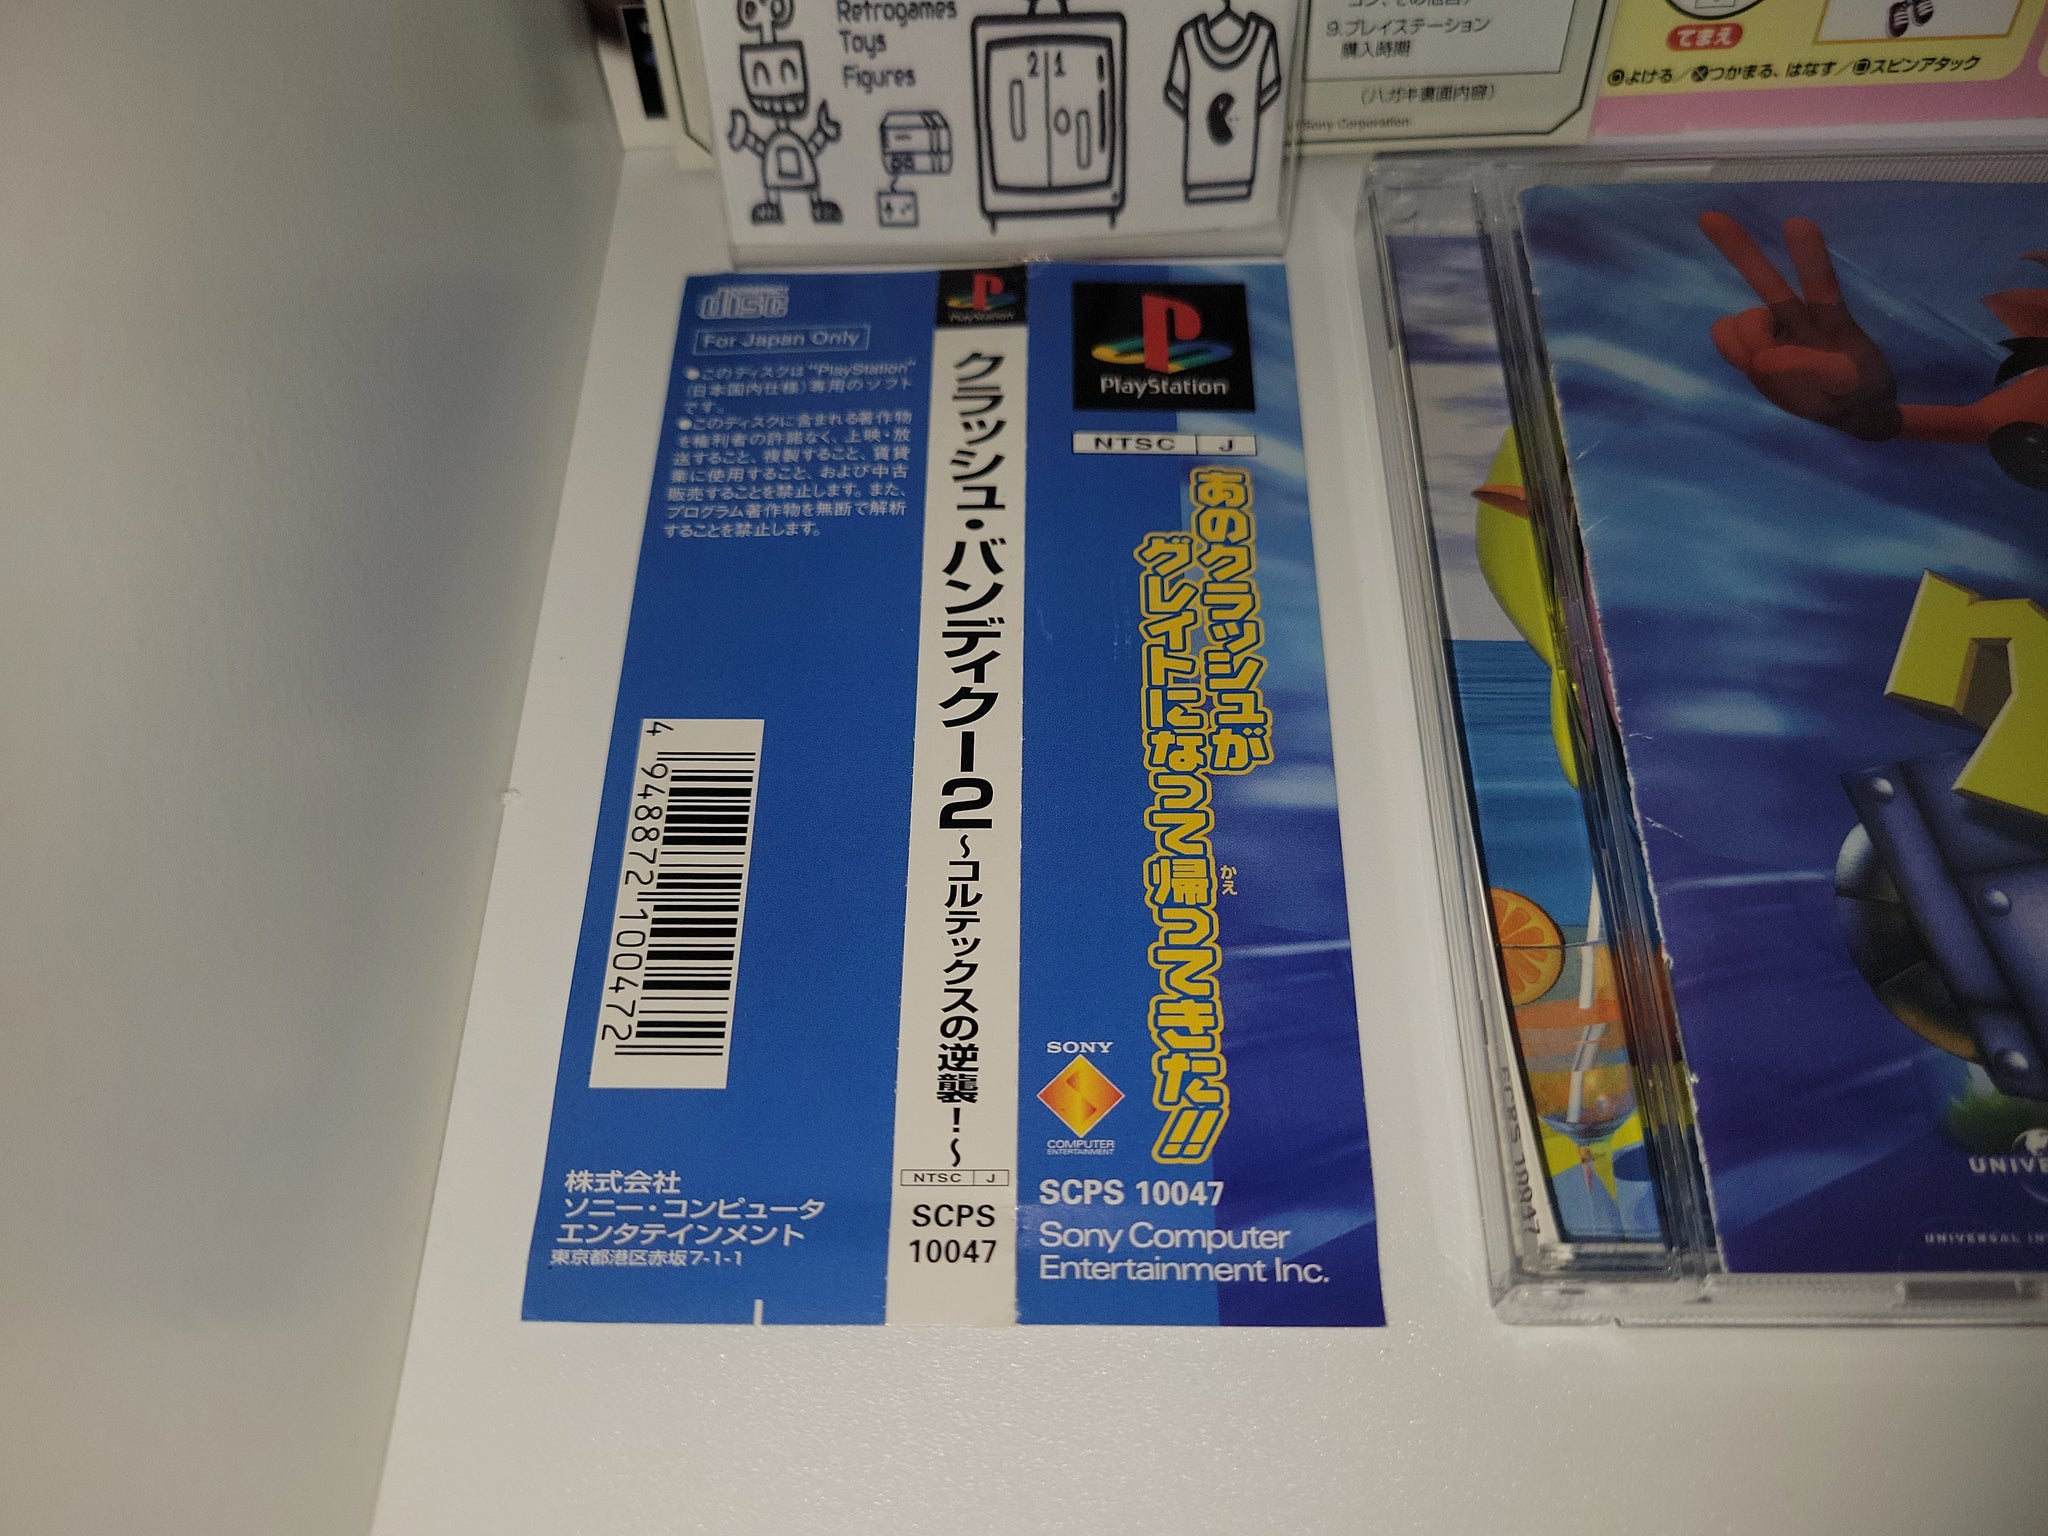 Retrogames
Toys
Figures
2 1
9.プレイステーション
購入時期
(ハガキ裏面内容)
Sony Corporation.
てまえ
よける/つかまる、はなす/スピンアタック
disc
For Japan Only
●このディスクは"PlayStation"
(日本国内仕様)専用のソフト
です。
●このディスクに含まれる著作物
を権利者の許諾なく、上映・放
送すること、複製すること、賃貸
業に使用すること、および中古
販売することを禁止します。また、
プログラム著作物を無断で解析
することを禁止します。
4 948872 100472
株式会社
ソニー・コンピュータ
エンタテインメント
東京都港区赤坂7-1-1
PlayStation
クラッシュ・バンディクー2 ～コルテックスの逆襲!～
NTSC J
SCPS
10047
PlayStation
NTSC J
あのクラッシュが
グレイトになって帰ってきた!!
かえ
SONY
COMPUTER
ENTERTAINMENT
SCPS 10047
Sony Computer
Entertainment Inc.
SCPS 10047